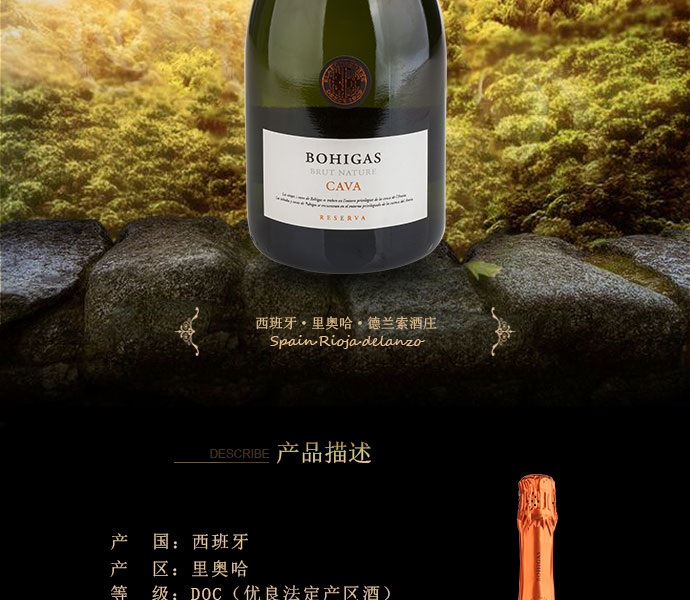 BOHIGAS
BRUT NATURE
CAVA
RESERVA
西班牙·里奥哈·德兰索酒庄
Spain Rioja delanzo
DESCRIBE 产品描述
产 国：西班牙
产 区：里奥哈
等 级：DOC（优良法定产区酒）
BOHIGAS